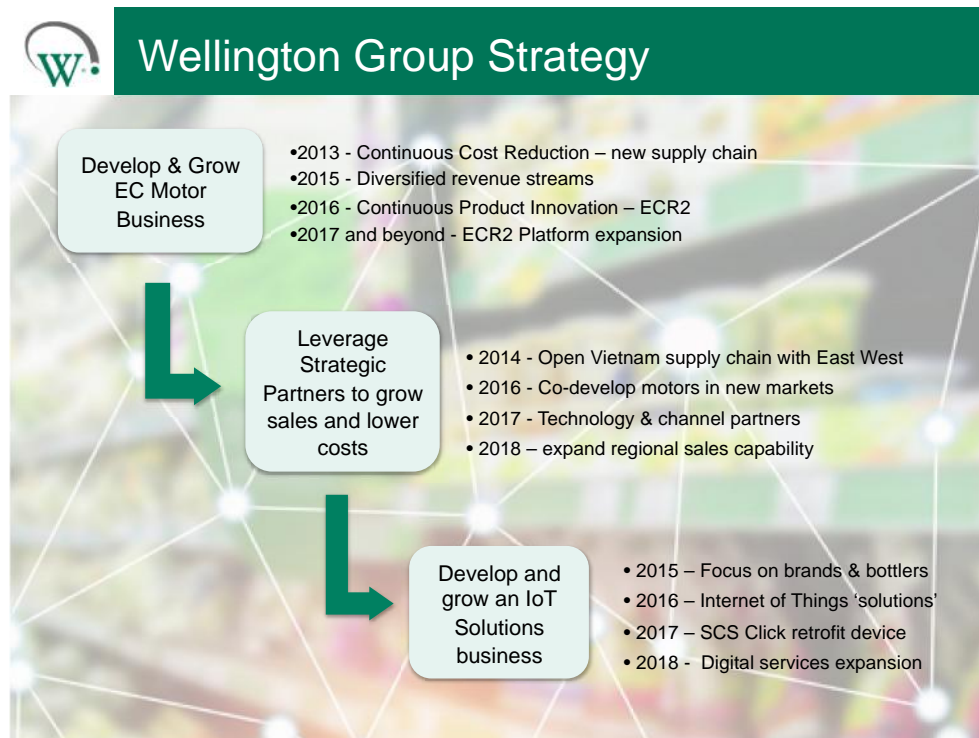 W
Wellington Group Strategy
Develop & Grow
EC Motor
Business
•2013 - Continuous Cost Reduction – new supply chain
•2015 - Diversified revenue streams
•2016 - Continuous Product Innovation – ECR2
•2017 and beyond - ECR2 Platform expansion
Leverage
Strategic
Partners to grow
sales and lower
costs
• 2014 - Open Vietnam supply chain with East West
• 2016 - Co-develop motors in new markets
• 2017 - Technology & channel partners
• 2018 – expand regional sales capability
Develop and
grow an IoT
Solutions
business
• 2015 – Focus on brands & bottlers
• 2016 – Internet of Things ‘solutions’
• 2017 – SCS Click retrofit device
• 2018 -  Digital services expansion